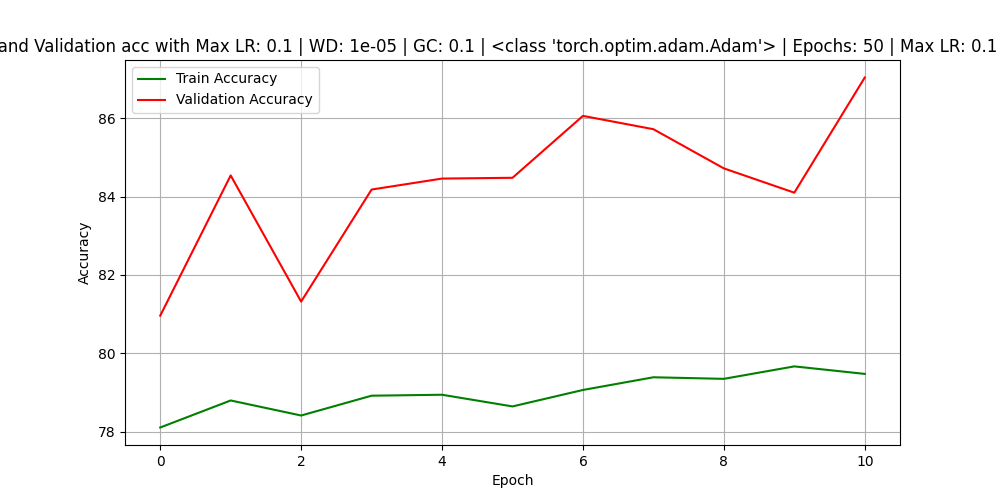 and Validation acc with Max LR: 0.1 | WD: 1e-05 | GC: 0.1 | <class 'torch.optim.adam.Adam'> | Epochs: 50 | Max LR: 0.1
Train Accuracy
Validation Accuracy
86
84
82
80
78
Accuracy
0 2 4 6 8 10
Epoch